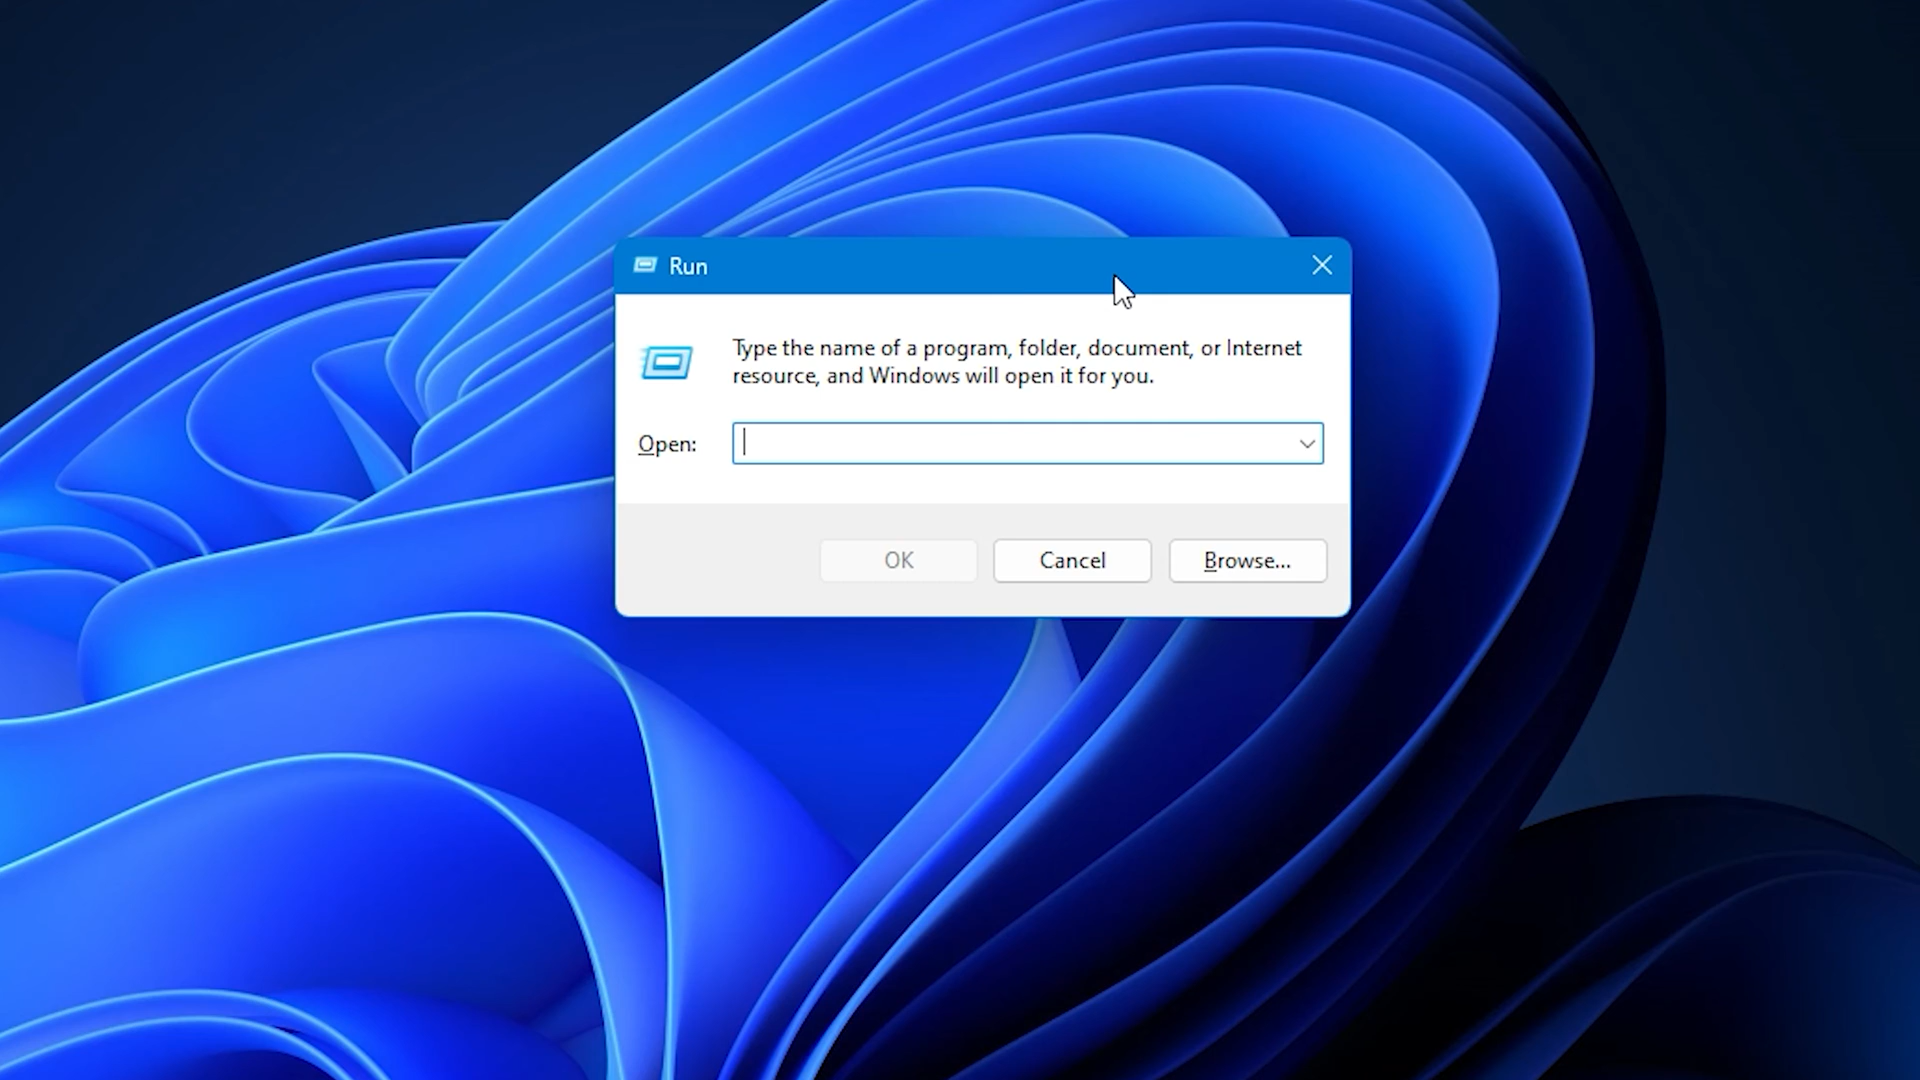 Run
Type the name of a program, folder, document, or Internet
resource, and Windows will open it for you.
Open:
OK Cancel Browse...